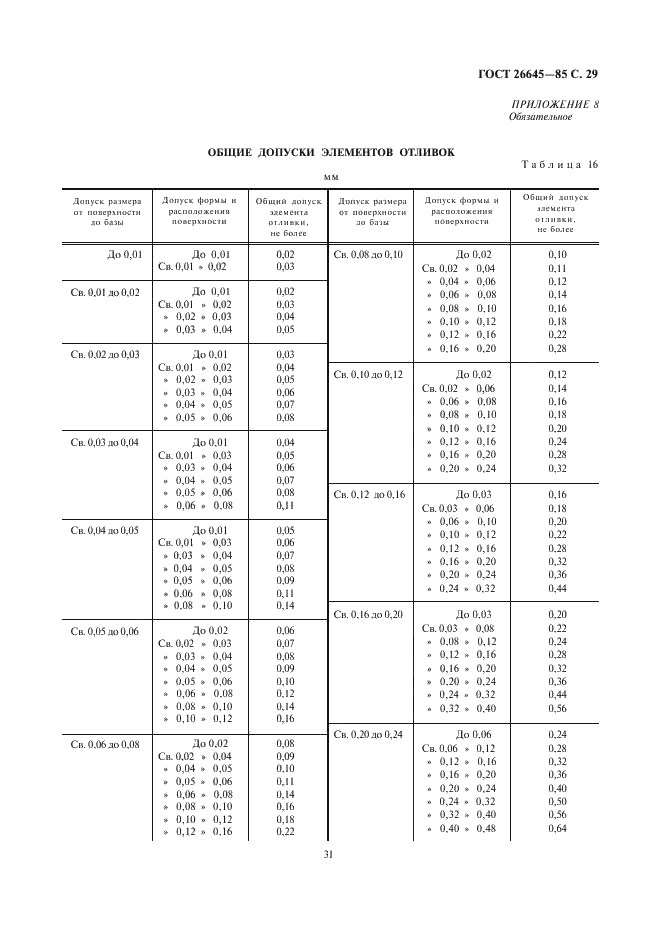 ГОСТ 26645—85 С. 29
ПРИЛОЖЕНИЕ 8
Обязательное
ОБЩИЕ ДОПУСКИ ЭЛЕМЕНТОВ ОТЛИВОК
Таблица 16
мм
Допуск размера от поверхности до базы
Допуск формы и расположения поверхности
Общий допуск элемента отливки, не более
Допуск размера от поверхности до базы
Допуск формы и расположения поверхности
Общий допуск элемента отливки, не более
До 0,01 До 0,01 0,02
Св. 0,01 » 0,02 0,03
Св. 0,01 до 0,02 До 0,01 0,02
Св. 0,01 » 0,02 0,03
» 0,02 » 0,03 0,04
» 0,03 » 0,04 0,05
Св. 0,02 до 0,03 До 0,01 0,03
Св. 0,01 » 0,02 0,04
» 0,02 » 0,03 0,05
» 0,03 » 0,04 0,06
» 0,04 » 0,05 0,07
» 0,05 » 0,06 0,08
Св. 0,03 до 0,04 До 0,01 0,04
Св. 0,01 » 0,03 0,05
» 0,03 » 0,04 0,06
» 0,04 » 0,05 0,07
» 0,05 » 0,06 0,08
» 0,06 » 0,08 0,11
Св. 0,04 до 0,05 До 0,01 0,05
Св. 0,01 » 0,03 0,06
» 0,03 » 0,04 0,07
» 0,04 » 0,05 0,08
» 0,05 » 0,06 0,09
» 0,06 » 0,08 0,11
» 0,08 » 0,10 0,14
Св. 0,05 до 0,06 До 0,02 0,06
Св. 0,02 » 0,03 0,07
» 0,03 » 0,04 0,08
» 0,04 » 0,05 0,09
» 0,05 » 0,06 0,10
» 0,06 » 0,08 0,12
» 0,08 » 0,10 0,14
» 0,10 » 0,12 0,16
Св. 0,06 до 0,08 До 0,02 0,08
Св. 0,02 » 0,04 0,09
» 0,04 » 0,05 0,10
» 0,05 » 0,06 0,11
» 0,06 » 0,08 0,14
» 0,08 » 0,10 0,16
» 0,10 » 0,12 0,18
» 0,12 » 0,16 0,22
Св. 0,08 до 0,10 До 0,02 0,10
Св. 0,02 » 0,04 0,11
» 0,04 » 0,06 0,12
» 0,06 » 0,08 0,14
» 0,08 » 0,10 0,16
» 0,10 » 0,12 0,18
» 0,12 » 0,16 0,22
» 0,16 » 0,20 0,28
Св. 0,10 до 0,12 До 0,02 0,12
Св. 0,02 » 0,06 0,14
» 0,06 » 0,08 0,16
» 0,08 » 0,10 0,18
» 0,10 » 0,12 0,20
» 0,12 » 0,16 0,24
» 0,16 » 0,20 0,28
» 0,20 » 0,24 0,32
Св. 0,12 до 0,16 До 0,03 0,16
Св. 0,03 » 0,06 0,18
» 0,06 » 0,10 0,20
» 0,10 » 0,12 0,22
» 0,12 » 0,16 0,28
» 0,16 » 0,20 0,32
» 0,20 » 0,24 0,36
» 0,24 » 0,32 0,44
Св. 0,16 до 0,20 До 0,03 0,20
Св. 0,03 » 0,08 0,22
» 0,08 » 0,12 0,24
» 0,12 » 0,16 0,28
» 0,16 » 0,20 0,32
» 0,20 » 0,24 0,36
» 0,24 » 0,32 0,44
» 0,32 » 0,40 0,56
Св. 0,20 до 0,24 До 0,06 0,24
Св. 0,06 » 0,12 0,28
» 0,12 » 0,16 0,32
» 0,16 » 0,20 0,36
» 0,20 » 0,24 0,40
» 0,24 » 0,32 0,50
» 0,32 » 0,40 0,56
» 0,40 » 0,48 0,64
31